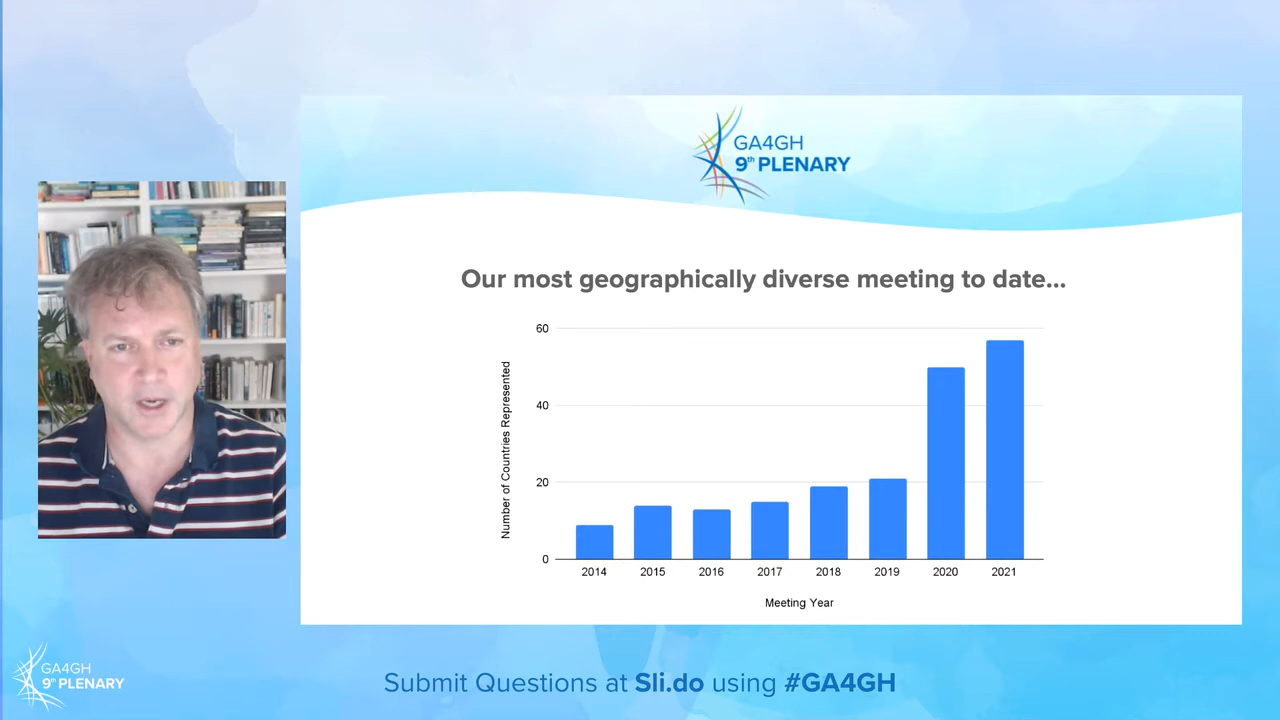 GA4GH
9th PLENARY
Our most geographically diverse meeting to date...
Number of Countries Represented
60
40
20
0
2014 2015 2016 2017 2018 2019 2020 2021
Meeting Year
GA4GH
9th PLENARY
Submit Questions at Sli.do using #GA4GH